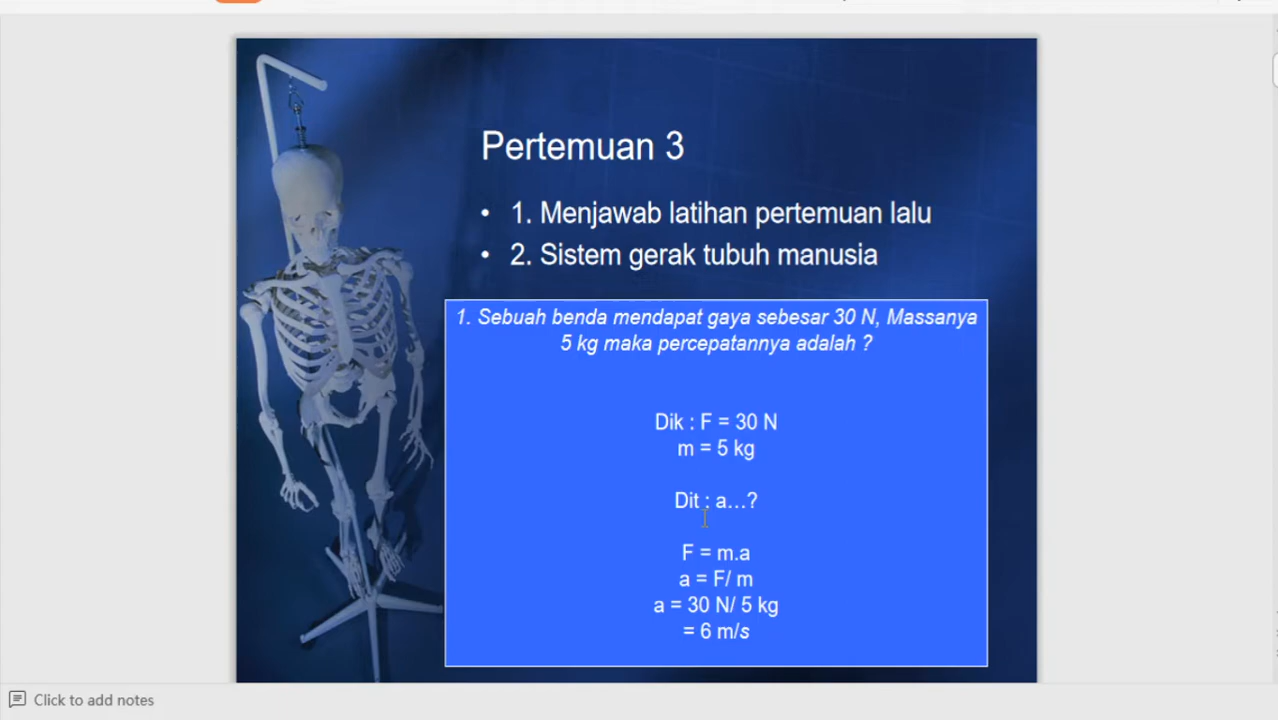 Pertemuan 3
• 1. Menjawab latihan pertemuan lalu
• 2. Sistem gerak tubuh manusia
1. Sebuah benda mendapat gaya sebesar 30 N, Massanya
5 kg maka percepatannya adalah ?
Dik : F = 30 N
m = 5 kg
Dit : a...?
F = m.a
a = F/ m
a = 30 N/ 5 kg
= 6 m/s
Click to add notes